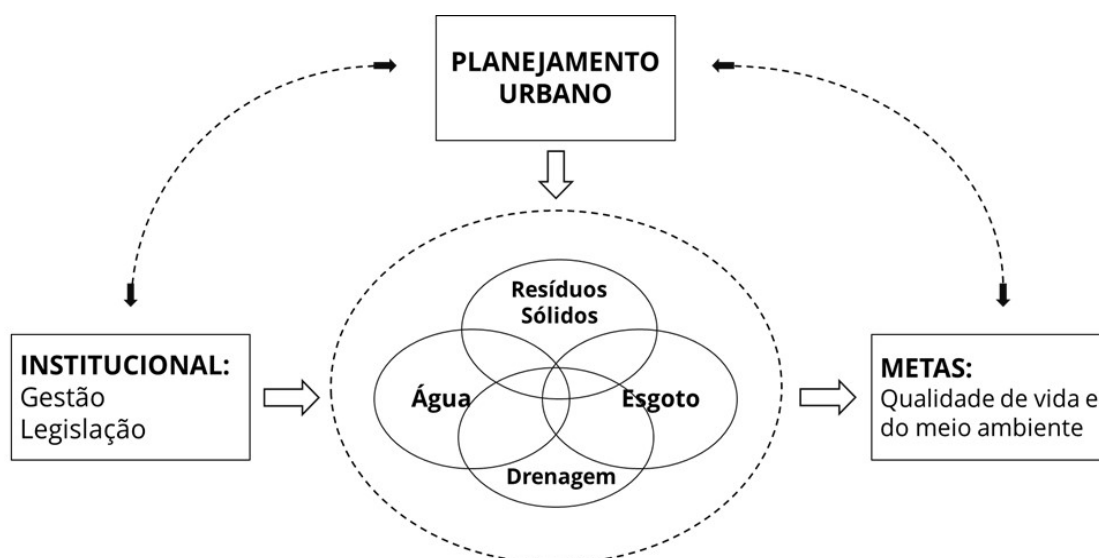 PLANEJAMENTO
URBANO
INSTITUCIONAL:
Gestão
Legislação
Resíduos
Sólidos
Água
Esgoto
Drenagem
METAS:
Qualidade de vida e
do meio ambiente